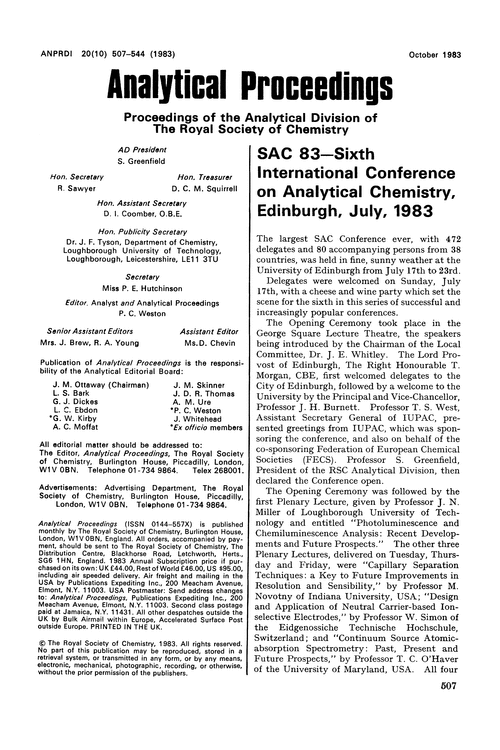 ANPRDI 20(10) 507–544 (1983)
October 1983
Analytical Proceedings
Proceedings of the Analytical Division of
The Royal Society of Chemistry
AD President
S. Greenfield
Hon. Secretary
Hon. Treasurer
R. Sawyer
D. C. M. Squirrell
Hon. Assistant Secretary
D. I. Coomber, O.B.E.
Hon. Publicity Secretary
Dr. J. F. Tyson, Department of Chemistry,
Loughborough University of Technology,
Loughborough, Leicestershire, LE11 3TU
Secretary
Miss P. E. Hutchinson
Editor, Analyst and Analytical Proceedings
P. C. Weston
Senior Assistant Editors
Assistant Editor
Mrs. J. Brew, R. A. Young
Ms. D. Chevin
Publication of Analytical Proceedings is the responsi-
bility of the Analytical Editorial Board:
J. M. Ottaway (Chairman)
L. S. Bark
G. J. Dickes
L. C. Ebdon
*G. W. Kirby
A. C. Moffat
J. M. Skinner
J. D. R. Thomas
A. M. Ure
*P. C. Weston
J. Whitehead
*Ex officio members
All editorial matter should be addressed to:
The Editor, Analytical Proceedings, The Royal Society
of Chemistry, Burlington House, Piccadilly, London,
W1V 0BN. Telephone 01-734 9864. Telex 268001.
Advertisements: Advertising Department, The Royal
Society of Chemistry, Burlington House, Piccadilly,
London, W1V 0BN. Telephone 01-734 9864.
Analytical Proceedings (ISSN 0144–557X) is published
monthly by The Royal Society of Chemistry, Burlington House,
London, W1V 0BN, England. All orders, accompanied by pay-
ment, should be sent to The Royal Society of Chemistry, The
Distribution Centre, Blackhorse Road, Letchworth, Herts.,
SG6 1HN, England. 1983 Annual Subscription price if pur-
chased on its own: UK £44.00, Rest of World £46.00, US $95.00,
including air speeded delivery. Air freight and mailing in the
USA by Publications Expediting Inc., 200 Meacham Avenue,
Elmont, N.Y. 11003. USA Postmaster: Send address changes
to: Analytical Proceedings, Publications Expediting Inc., 200
Meacham Avenue, Elmont, N.Y. 11003. Second class postage
paid at Jamaica, N.Y. 11431. All other despatches outside the
UK by Bulk Airmail within Europe, Accelerated Surface Post
outside Europe. PRINTED IN THE UK.
© The Royal Society of Chemistry, 1983. All rights reserved.
No part of this publication may be reproduced, stored in a
retrieval system, or transmitted in any form, or by any means,
electronic, mechanical, photographic, recording, or otherwise,
without the prior permission of the publishers.
SAC 83—Sixth
International Conference
on Analytical Chemistry,
Edinburgh, July, 1983
The largest SAC Conference ever, with 472
delegates and 80 accompanying persons from 38
countries, was held in fine, sunny weather at the
University of Edinburgh from July 17th to 23rd.
Delegates were welcomed on Sunday, July
17th, with a cheese and wine party which set the
scene for the sixth in this series of successful and
increasingly popular conferences.
The Opening Ceremony took place in the
George Square Lecture Theatre, the speakers
being introduced by the Chairman of the Local
Committee, Dr. J. E. Whitley. The Lord Pro-
vost of Edinburgh, The Right Honourable T.
Morgan, CBE, first welcomed delegates to the
City of Edinburgh, followed by a welcome to the
University by the Principal and Vice-Chancellor,
Professor J. H. Burnett. Professor T. S. West,
Assistant Secretary General of IUPAC, pre-
sented greetings from IUPAC, which was spon-
soring the conference, and also on behalf of the
co-sponsoring Federation of European Chemical
Societies (FECS). Professor S. Greenfield,
President of the RSC Analytical Division, then
declared the Conference open.
The Opening Ceremony was followed by the
first Plenary Lecture, given by Professor J. N.
Miller of Loughborough University of Tech-
nology and entitled "Photoluminescence and
Chemiluminescence Analysis: Recent Develop-
ments and Future Prospects." The other three
Plenary Lectures, delivered on Tuesday, Thurs-
day and Friday, were "Capillary Separation
Techniques: a Key to Future Improvements in
Resolution and Sensibility," by Professor M.
Novotny of Indiana University, USA; "Design
and Application of Neutral Carrier-based Ion-
selective Electrodes," by Professor W. Simon of
the Eidgenossiche Technische Hochschule,
Switzerland; and "Continuum Source Atomic-
absorption Spectrometry: Past, Present and
Future Prospects," by Professor T. C. O'Haver
of the University of Maryland, USA. All four
507